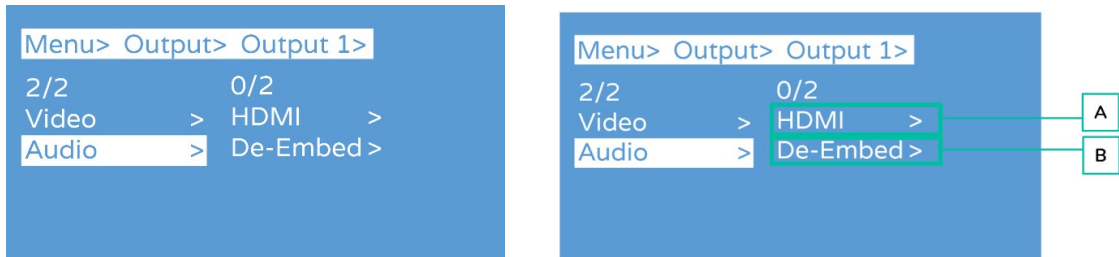 Menu> Output> Output 1>
2/2 0/2
Video > HDMI >
Audio > De-Embed >
Menu> Output> Output 1>
2/2 0/2
Video > HDMI >
Audio > De-Embed >
A
B